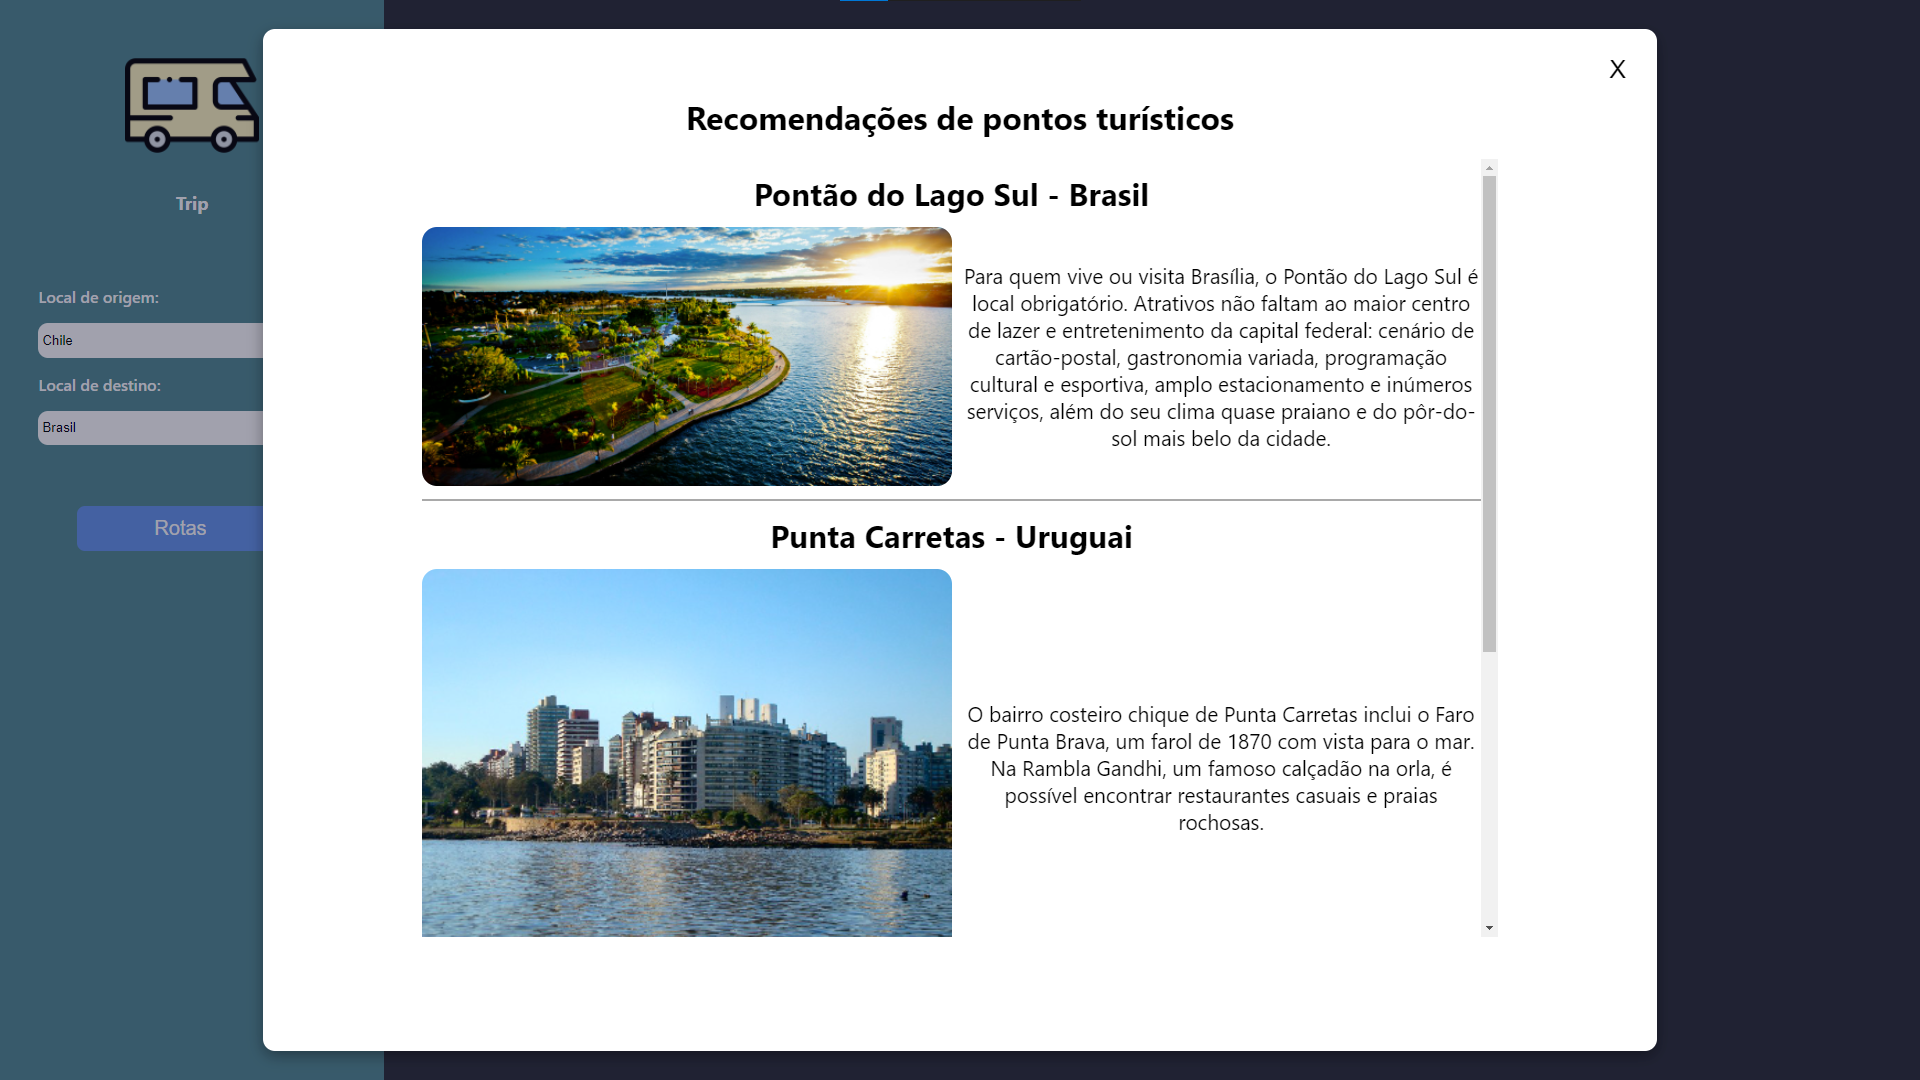 Trip
Local de origem:
Chile
Local de destino:
Brasil
Rotas
X
Recomendações de pontos turísticos
Pontão do Lago Sul - Brasil
Para quem vive ou visita Brasília, o Pontão do Lago Sul é
local obrigatório. Atrativos não faltam ao maior centro
de lazer e entretenimento da capital federal: cenário de
cartão-postal, gastronomia variada, programação
cultural e esportiva, amplo estacionamento e inúmeros
serviços, além do seu clima quase praiano e do pôr-do-
sol mais belo da cidade.
Punta Carretas - Uruguai
O bairro costeiro chique de Punta Carretas inclui o Faro
de Punta Brava, um farol de 1870 com vista para o mar.
Na Rambla Gandhi, um famoso calçadão na orla, é
possível encontrar restaurantes casuais e praias
rochosas.